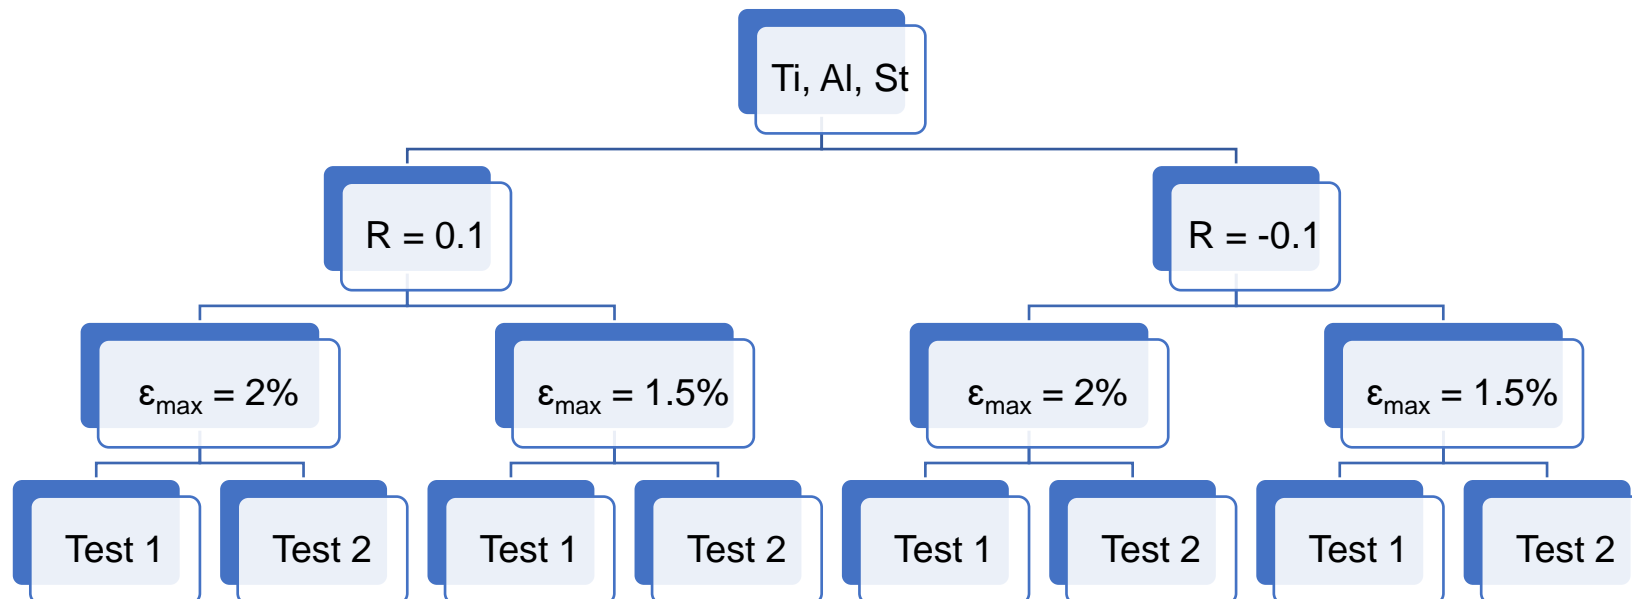 Ti, Al, St
R = 0.1
R = -0.1
εmax = 2%
εmax = 1.5%
εmax = 2%
εmax = 1.5%
Test 1
Test 2
Test 1
Test 2
Test 1
Test 2
Test 1
Test 2